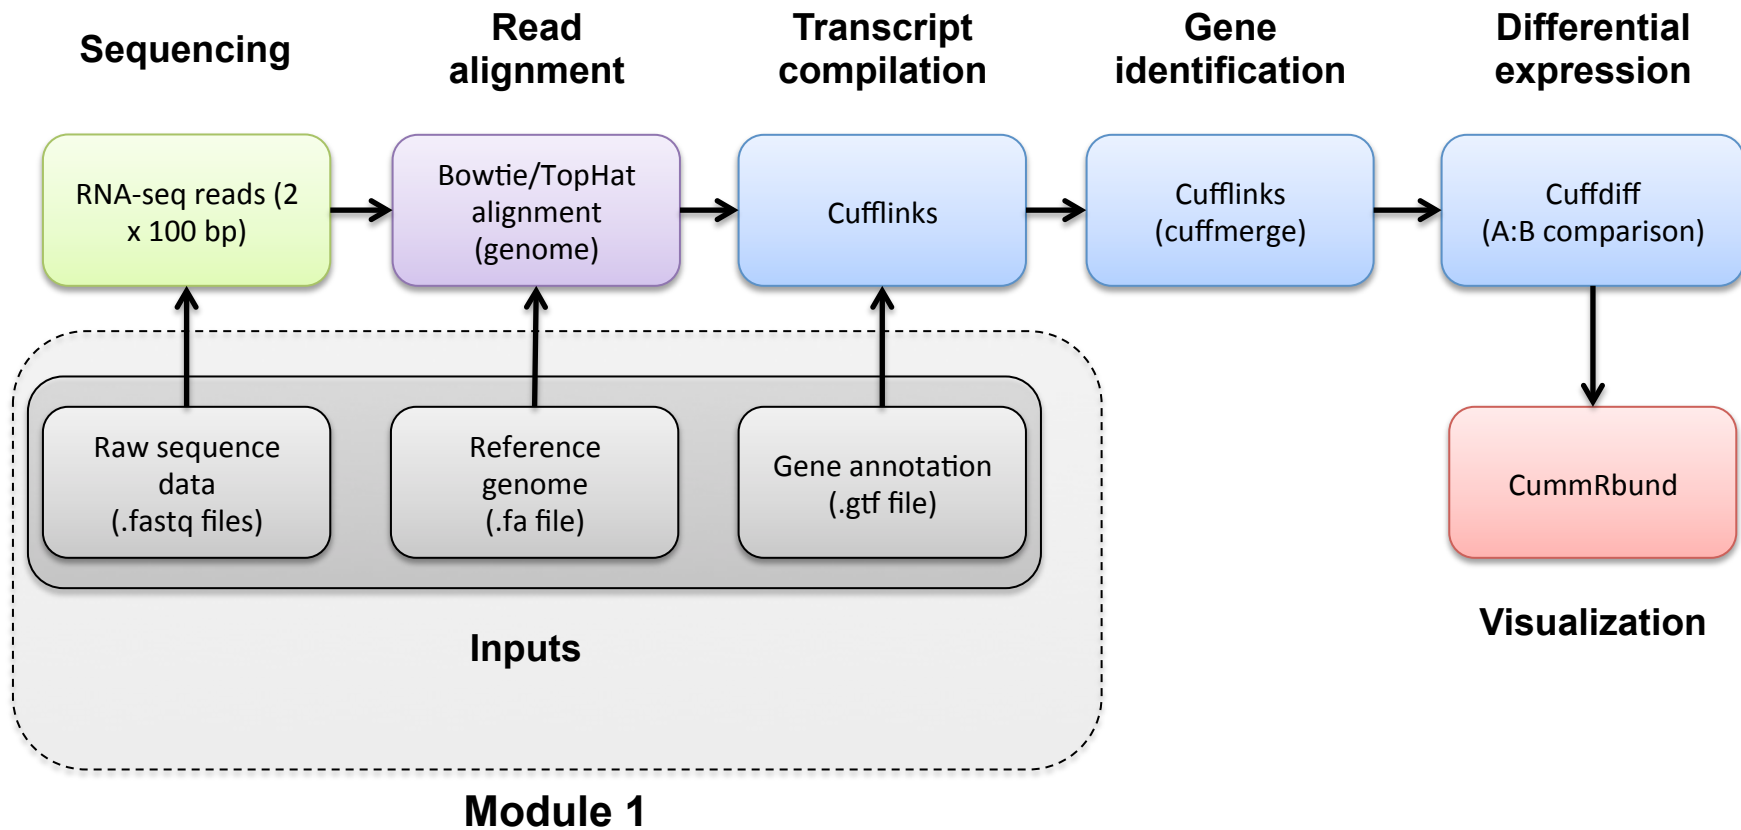 Sequencing
Read
alignment
Transcript
compilation
Gene
identification
Differential
expression
RNA-seq reads (2
x 100 bp)
Bowtie/TopHat
alignment
(genome)
Cufflinks
Cufflinks
(cuffmerge)
Cuffdiff
(A:B comparison)
Raw sequence
data
(.fastq files)
Reference
genome
(.fa file)
Gene annotation
(.gtf file)
CummRbund
Inputs
Visualization
Module 1